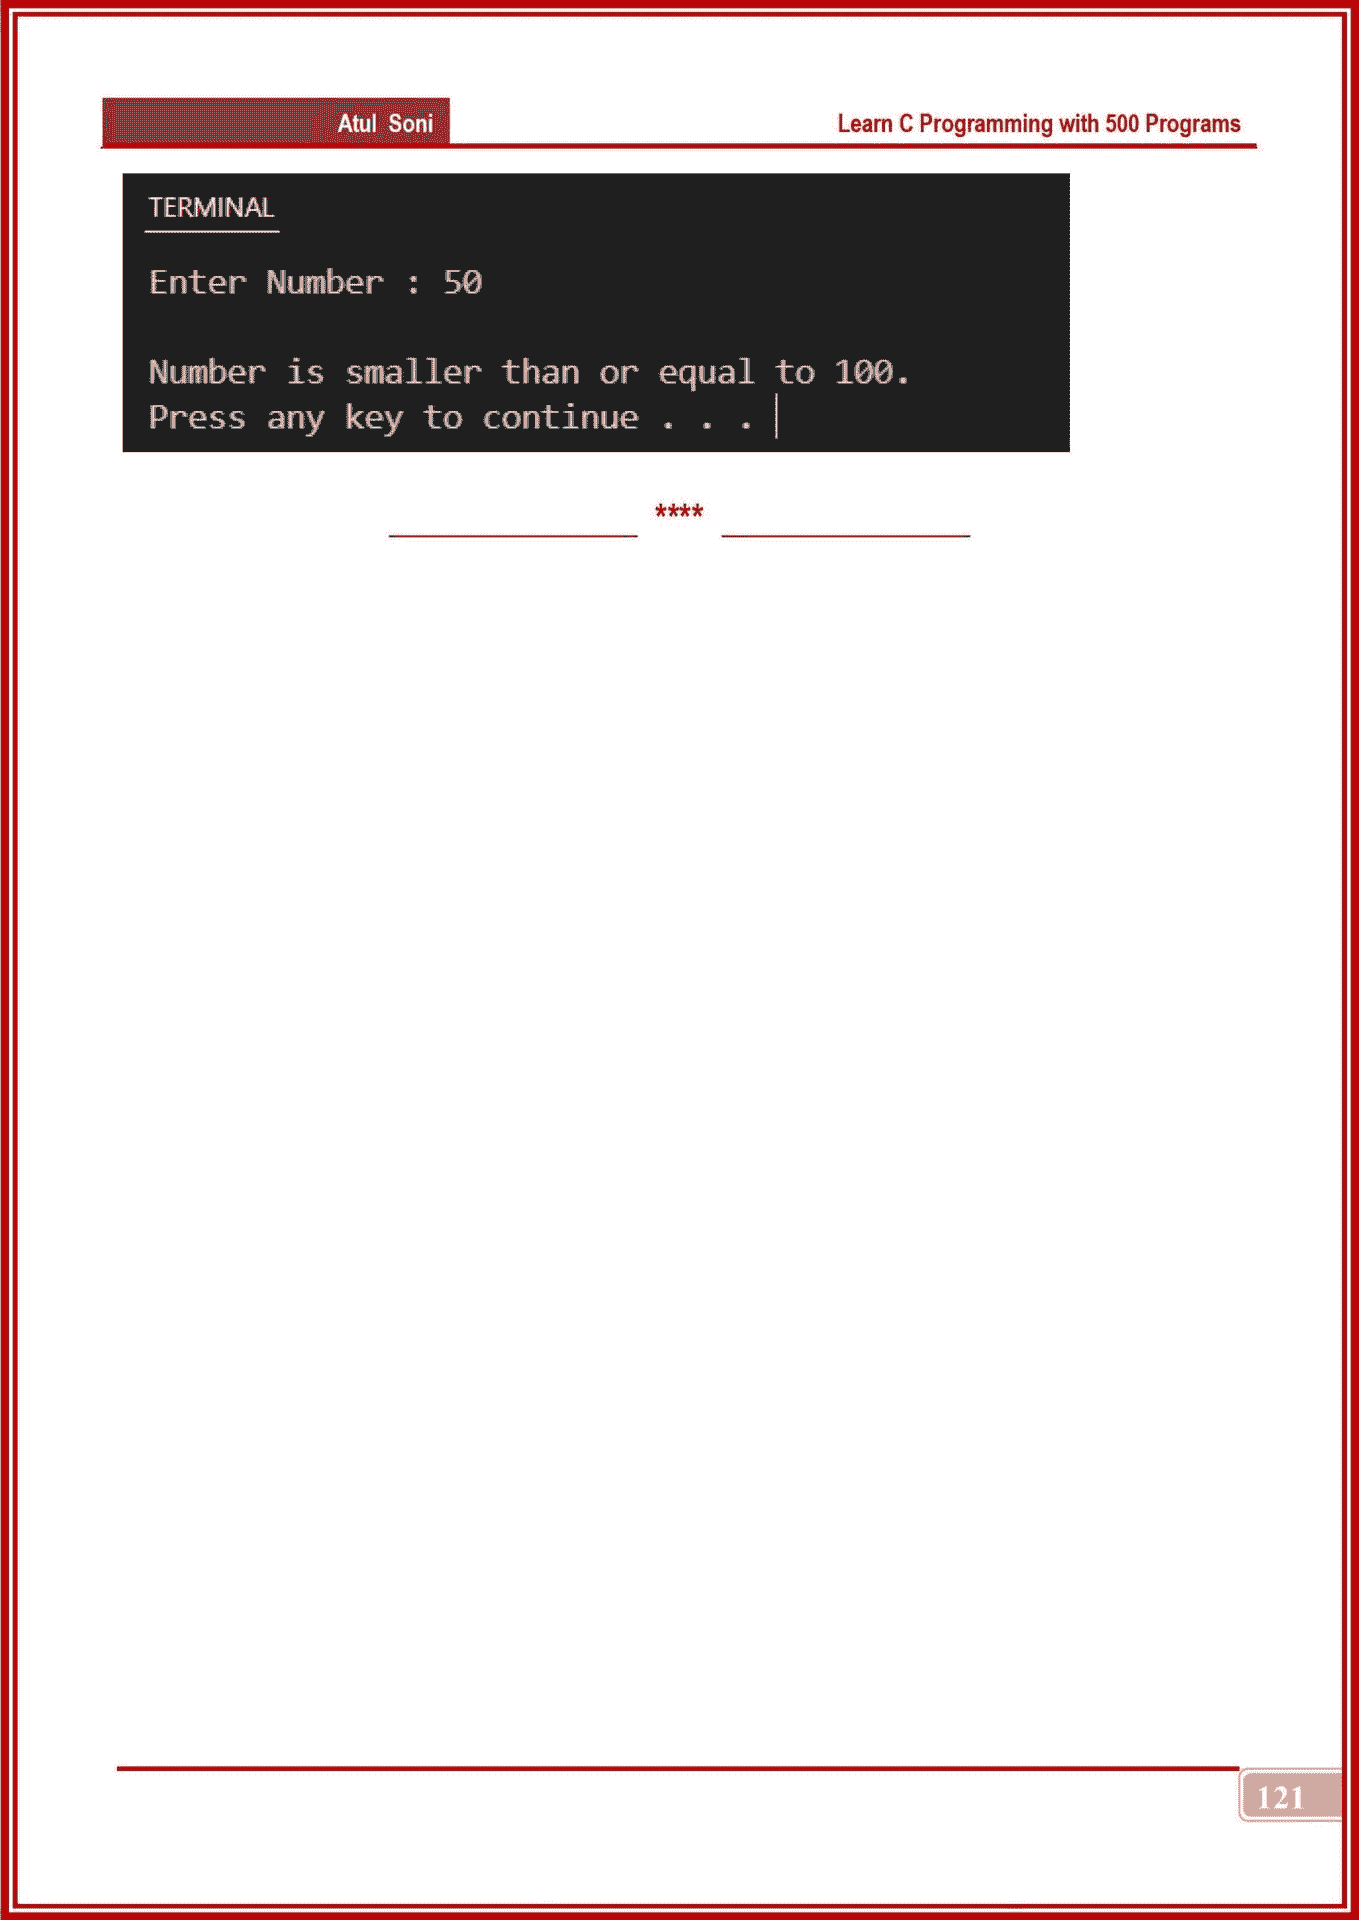 Atul Soni
Learn C Programming with 500 Programs
TERMINAL
Enter Number : 50
Number is smaller than or equal to 100.
Press any key to continue . . .
****
121